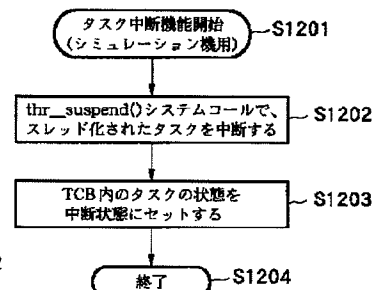 タスク中断機能開始
(シミュレーション機用)
S1201
thr__suspend()システムコールで、
スレッド化されたタスクを中断する
S1202
TCB内のタスクの状態を
中断状態にセットする
S1203
終了
S1204